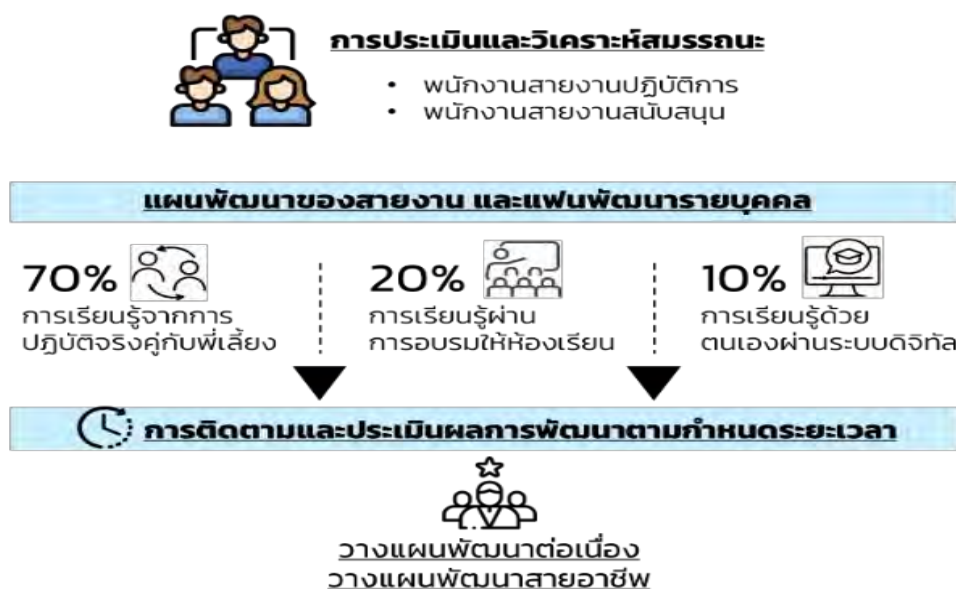 การประเมินและวิเคราะห์สมรรถนะ
• พนักงานสายงานปฏิบัติการ
• พนักงานสายงานสนับสนุน
แผนพัฒนาของสายงาน และแฟนพัฒนารายบุคคล
70%
การเรียนรู้จากการ
ปฏิบัติจริงคู่กับพี่เลี้ยง
20%
การเรียนรู้ผ่าน
การอบรมให้ห้องเรียน
10%
การเรียนรู้ด้วย
ตนเองผ่านระบบดิจิทัล
การติดตามและประเมินผลการพัฒนาตามกำหนดระยะเวลา
วางแผนพัฒนาต่อเนื่อง
วางแผนพัฒนาสายอาชีพ